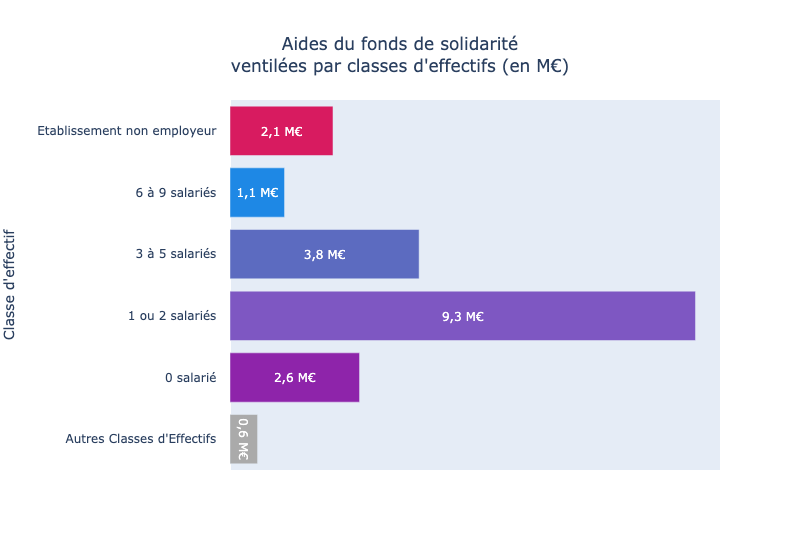 Aides du fonds de solidarité
ventilées par classes d'effectifs (en M€)
Classe d'effectif
Etablissement non employeur
2,1 M€
6 à 9 salariés
1,1 M€
3 à 5 salariés
3,8 M€
1 ou 2 salariés
9,3 M€
0 salarié
2,6 M€
Autres Classes d'Effectifs
0,6 M€